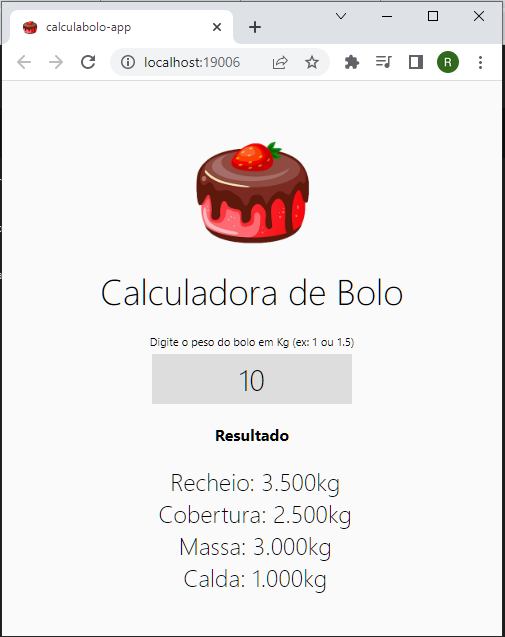 calculabolo-app
localhost:19006
R
Calculadora de Bolo
Digite o peso do bolo em Kg (ex: 1 ou 1.5)
10
Resultado
Recheio: 3.500kg
Cobertura: 2.500kg
Massa: 3.000kg
Calda: 1.000kg